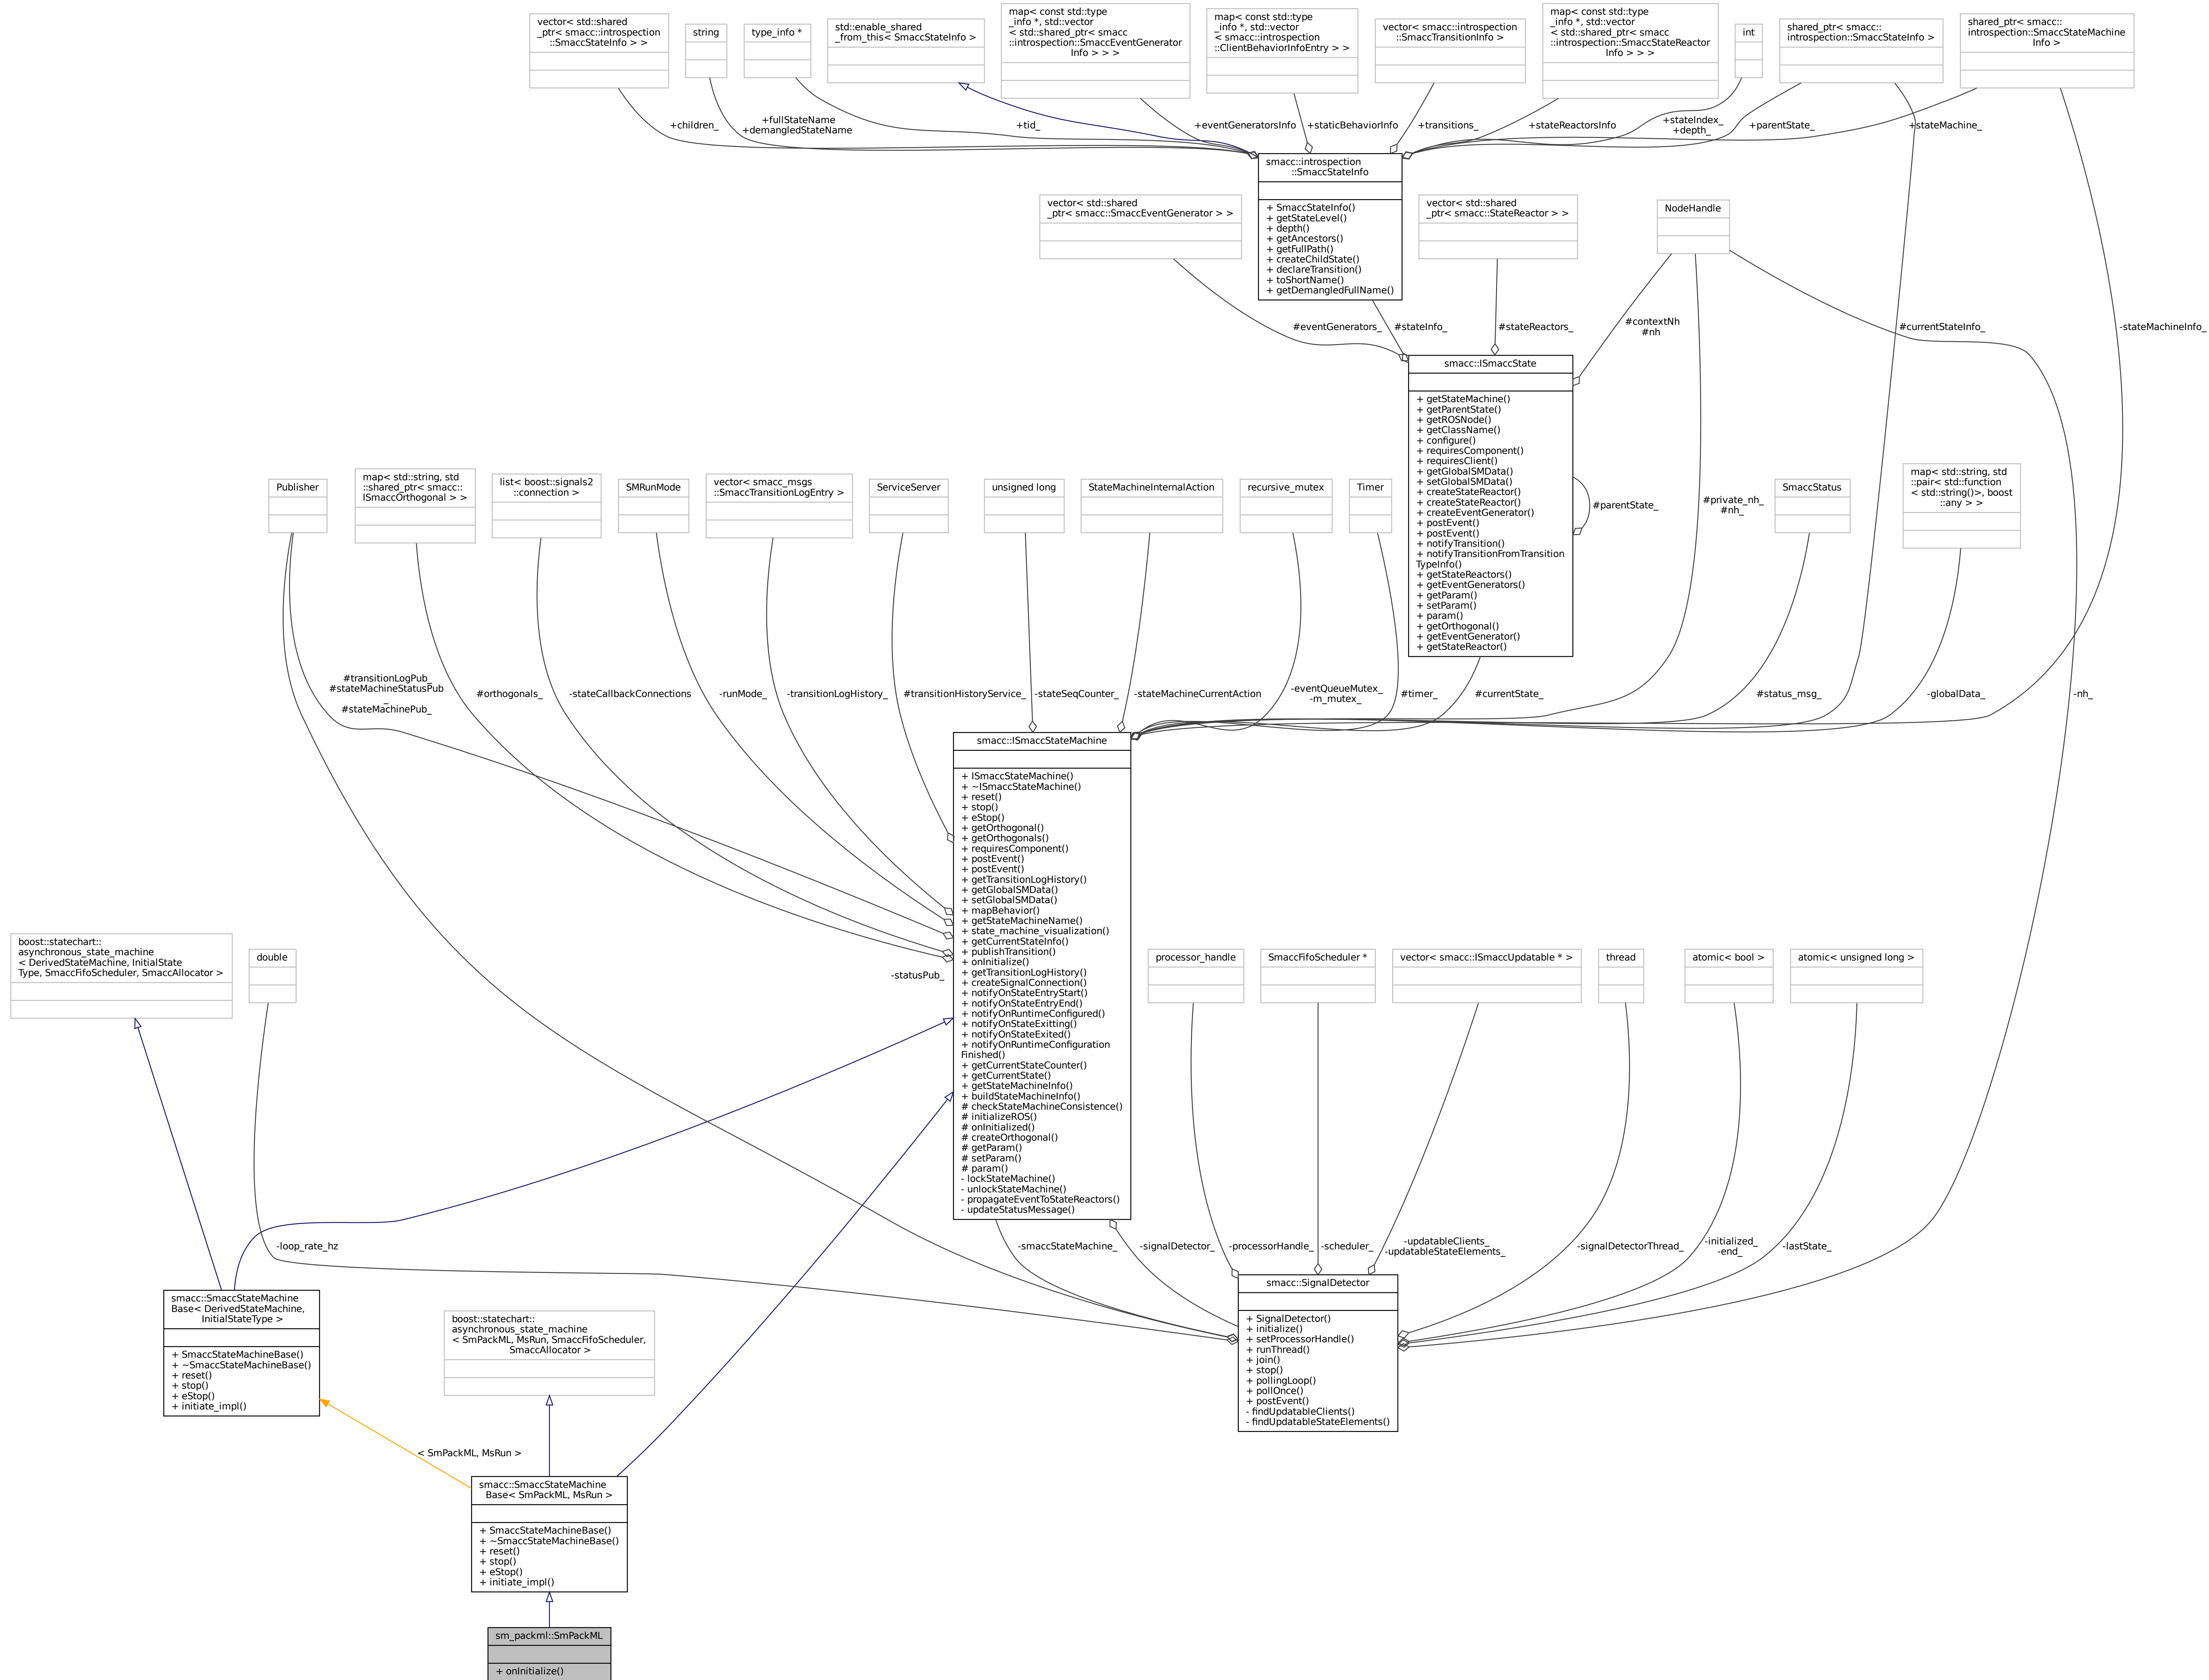 vector< std::shared
_ptr< smacc::introspection
::SmaccStateInfo > >
string
type_info *
std::enable_shared
_from_this< SmaccStateInfo >
map< const std::type
_info *, std::vector
< std::shared_ptr< smacc
::introspection::SmaccEventGenerator
Info > > >
map< const std::type
_info *, std::vector
< smacc::introspection
::ClientBehaviorInfoEntry > >
vector< smacc::introspection
::SmaccTransitionInfo >
map< const std::type
_info *, std::vector
< std::shared_ptr< smacc
::introspection::SmaccStateReactor
Info > > >
int
shared_ptr< smacc::
introspection::SmaccStateInfo >
shared_ptr< smacc::
introspection::SmaccStateMachine
Info >
+children_
+fullStateName
+demangledStateName
+tid_
+eventGeneratorsInfo
+staticBehaviorInfo
+transitions_
+stateReactorsInfo
+stateIndex_
+depth_
+parentState_
+stateMachine_
smacc::introspection
::SmaccStateInfo
+ SmaccStateInfo()
+ getStateLevel()
+ depth()
+ getAncestors()
+ getFullPath()
+ createChildState()
+ declareTransition()
+ toShortName()
+ getDemangledFullName()
vector< std::shared
_ptr< smacc::SmaccEventGenerator > >
vector< std::shared
_ptr< smacc::StateReactor > >
NodeHandle
#eventGenerators_
#stateInfo_
#stateReactors_
#contextNh
#nh
#currentStateInfo_
-stateMachineInfo_
smacc::ISmaccState
+ getStateMachine()
+ getParentState()
+ getROSNode()
+ getClassName()
+ configure()
+ requiresComponent()
+ requiresClient()
+ getGlobalSMData()
+ setGlobalSMData()
+ createStateReactor()
+ createStateReactor()
+ createEventGenerator()
+ postEvent()
+ postEvent()
+ notifyTransition()
+ notifyTransitionFromTransition
TypeInfo()
+ getStateReactors()
+ getEventGenerators()
+ getParam()
+ setParam()
+ param()
+ getOrthogonal()
+ getEventGenerator()
+ getStateReactor()
#parentState_
#private_nh_
#nh_
Publisher
map< std::string, std
::shared_ptr< smacc::
ISmaccOrthogonal > >
list< boost::signals2
::connection >
SMRunMode
vector< smacc_msgs
::SmaccTransitionLogEntry >
ServiceServer
unsigned long
StateMachineInternalAction
recursive_mutex
Timer
SmaccStatus
map< std::string, std
::pair< std::function
< std::string()>, boost
::any > >
#transitionLogPub_
#stateMachineStatusPub
_
#stateMachinePub_
#orthogonals_
-stateCallbackConnections
-runMode_
-transitionLogHistory_
#transitionHistoryService_
-stateSeqCounter_
-stateMachineCurrentAction
-eventQueueMutex_
-m_mutex_
#timer_
#currentState_
#status_msg_
-globalData_
-nh_
smacc::ISmaccStateMachine
+ ISmaccStateMachine()
+ ~ISmaccStateMachine()
+ reset()
+ stop()
+ eStop()
+ getOrthogonal()
+ getOrthogonals()
+ requiresComponent()
+ postEvent()
+ postEvent()
+ getTransitionLogHistory()
+ getGlobalSMData()
+ setGlobalSMData()
+ mapBehavior()
+ getStateMachineName()
+ state_machine_visualization()
+ getCurrentStateInfo()
+ publishTransition()
+ onInitialize()
+ getTransitionLogHistory()
+ createSignalConnection()
+ notifyOnStateEntryStart()
+ notifyOnStateEntryEnd()
+ notifyOnRuntimeConfigured()
+ notifyOnStateExitting()
+ notifyOnStateExited()
+ notifyOnRuntimeConfiguration
Finished()
+ getCurrentStateCounter()
+ getCurrentState()
+ getStateMachineInfo()
+ buildStateMachineInfo()
# checkStateMachineConsistence()
# initializeROS()
# onInitialized()
# createOrthogonal()
# getParam()
# setParam()
# param()
- lockStateMachine()
- unlockStateMachine()
- propagateEventToStateReactors()
- updateStatusMessage()
boost::statechart::
asynchronous_state_machine
< DerivedStateMachine, InitialState
Type, SmaccFifoScheduler, SmaccAllocator >
double
-statusPub_
processor_handle
SmaccFifoScheduler *
vector< smacc::ISmaccUpdatable * >
thread
atomic< bool >
atomic< unsigned long >
-loop_rate_hz
-smaccStateMachine_
-signalDetector_
-processorHandle_
-scheduler_
-updatableClients_
-updatableStateElements_
-signalDetectorThread_
-initialized_
-end_
-lastState_
smacc::SmaccStateMachine
Base< DerivedStateMachine,
InitialStateType >
+ SmaccStateMachineBase()
+ ~SmaccStateMachineBase()
+ reset()
+ stop()
+ eStop()
+ initiate_impl()
boost::statechart::
asynchronous_state_machine
< SmPackML, MsRun, SmaccFifoScheduler,
SmaccAllocator >
smacc::SignalDetector
+ SignalDetector()
+ initialize()
+ setProcessorHandle()
+ runThread()
+ join()
+ stop()
+ pollingLoop()
+ pollOnce()
+ postEvent()
- findUpdatableClients()
- findUpdatableStateElements()
< SmPackML, MsRun >
smacc::SmaccStateMachine
Base< SmPackML, MsRun >
+ SmaccStateMachineBase()
+ ~SmaccStateMachineBase()
+ reset()
+ stop()
+ eStop()
+ initiate_impl()
sm_packml::SmPackML
+ onInitialize()